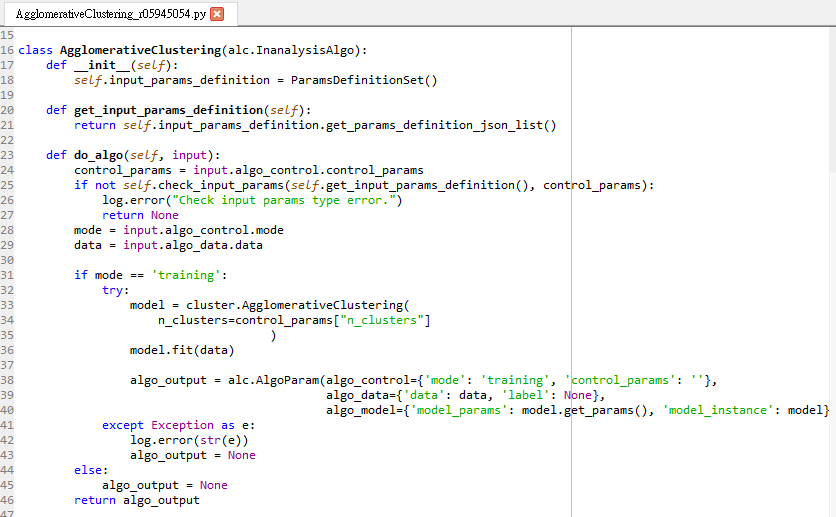 AgglomerativeClustering_r05945054.py
15
16 class AgglomerativeClustering(alc.InanalysisAlgo):
17     def __init__(self):
18         self.input_params_definition = ParamsDefinitionSet()
19
20     def get_input_params_definition(self):
21         return self.input_params_definition.get_params_definition_json_list()
22
23     def do_algo(self, input):
24         control_params = input.algo_control.control_params
25         if not self.check_input_params(self.get_input_params_definition(), control_params):
26             log.error("Check input params type error.")
27             return None
28         mode = input.algo_control.mode
29         data = input.algo_data.data
30
31         if mode == 'training':
32             try:
33                 model = cluster.AgglomerativeClustering(
34                     n_clusters=control_params["n_clusters"]
35                                     )
36                 model.fit(data)
37
38                 algo_output = alc.AlgoParam(algo_control={'mode': 'training', 'control_params': ''},
39                                             algo_data={'data': data, 'label': None},
40                                             algo_model={'model_params': model.get_params(), 'model_instance': model}
41             except Exception as e:
42                 log.error(str(e))
43                 algo_output = None
44         else:
45             algo_output = None
46         return algo_output
47